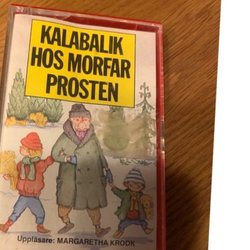 KALABALIK
HOS MORFAR
PROSTEN
Uppläsare: MARGARETHA KROOK